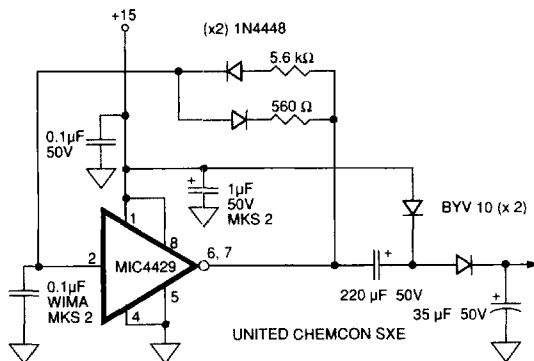 +15
(x2) 1N4448
5.6 kΩ
560 Ω
0.1µF
50V
+
1µF
50V
MKS 2
BYV 10 (x 2)
1
8
6, 7
2
MIC4429
+
+
0.1µF
WIMA
MKS 2
5
4
220 µF 50V
35 µF 50V
UNITED CHEMCON SXE